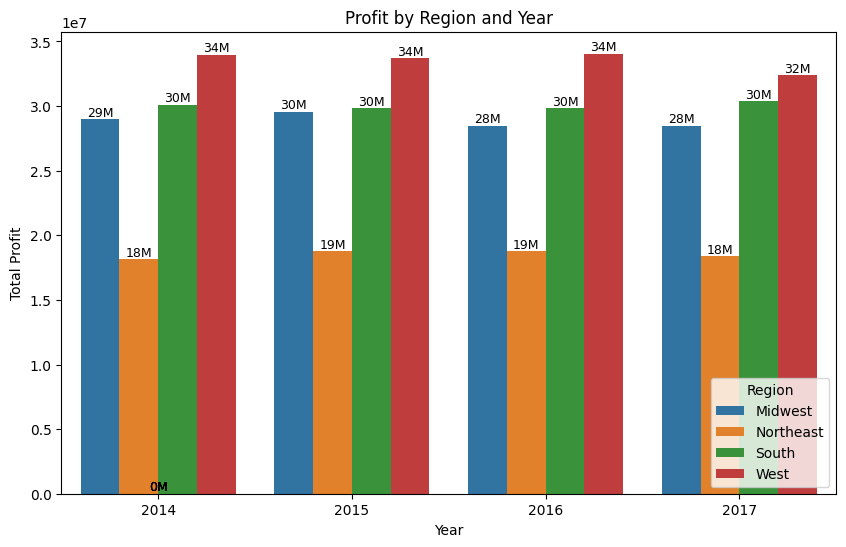 Profit by Region and Year
1e7
3.5
3.0
2.5
2.0
1.5
1.0
0.5
0.0
Total Profit
29M
18M
30M
34M
30M
19M
30M
34M
28M
19M
30M
34M
28M
18M
30M
32M
0M
Region
Midwest
Northeast
South
West
2014 2015 2016 2017
Year